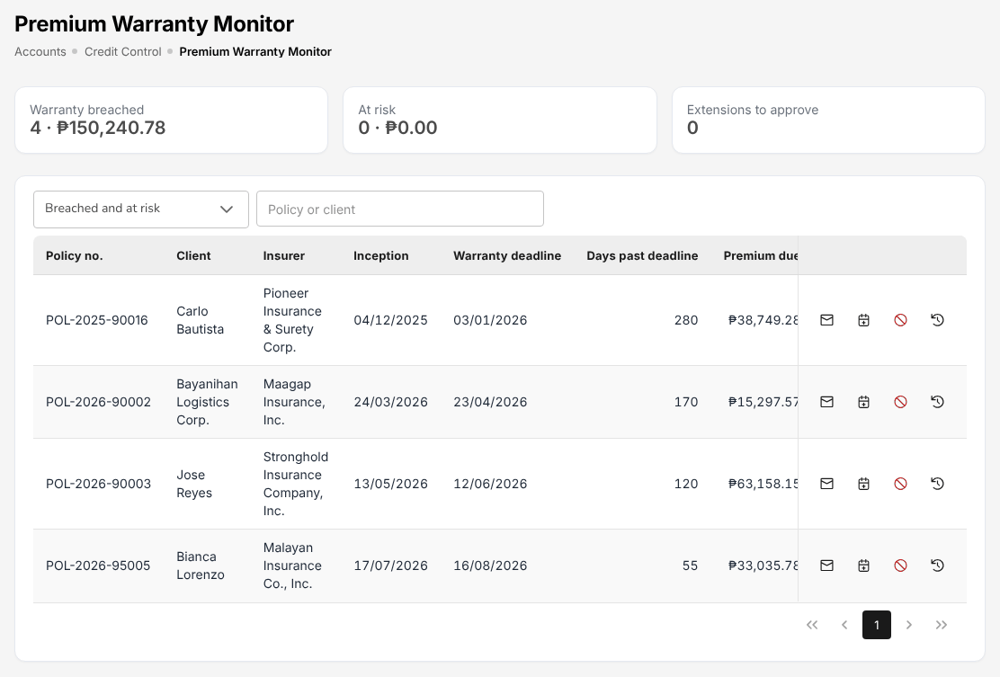 Premium Warranty Monitor
Accounts • Credit Control • Premium Warranty Monitor
Warranty breached
4 · ₱150,240.78
At risk
0 · ₱0.00
Extensions to approve
0
Breached and at risk
Policy or client
Policy no. Client Insurer Inception Warranty deadline Days past deadline Premium due
POL-2025-90016 Carlo Bautista Pioneer Insurance & Surety Corp. 04/12/2025 03/01/2026 280 ₱38,749.28
POL-2026-90002 Bayanihan Logistics Corp. Maagap Insurance, Inc. 24/03/2026 23/04/2026 170 ₱15,297.57
POL-2026-90003 Jose Reyes Stronghold Insurance Company, Inc. 13/05/2026 12/06/2026 120 ₱63,158.15
POL-2026-95005 Bianca Lorenzo Malayan Insurance Co., Inc. 17/07/2026 16/08/2026 55 ₱33,035.78
1